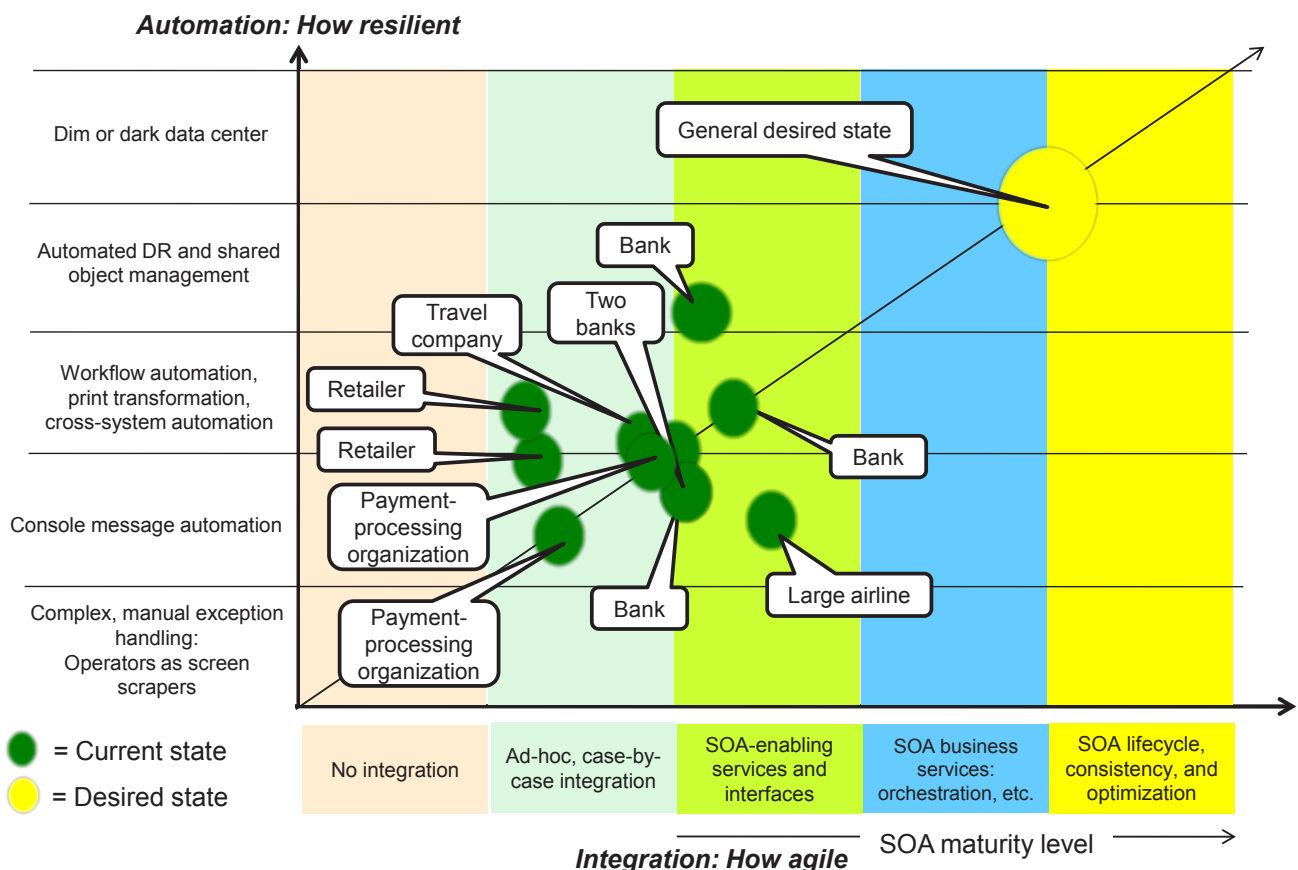 Automation: How resilient
Dim or dark data center
General desired state
Automated DR and shared
object management
Bank
Two
banks
Travel
company
Workflow automation,
print transformation,
cross-system automation
Retailer
Retailer
Bank
Console message automation
Payment-
processing
organization
Large airline
Bank
Payment-
processing
organization
Complex, manual exception
handling:
Operators as screen
scrapers
= Current state
= Desired state
No integration
Ad-hoc, case-by-
case integration
SOA-enabling
services and
interfaces
SOA business
services:
orchestration, etc.
SOA lifecycle,
consistency, and
optimization
SOA maturity level
Integration: How agile